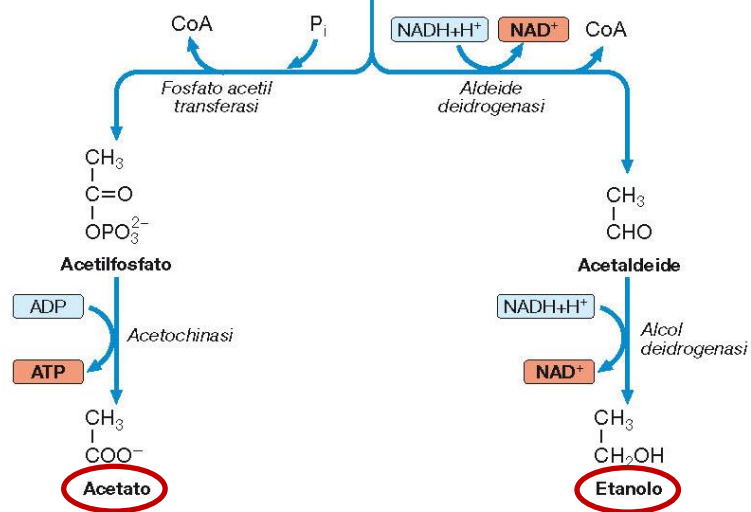 CoA
P_i
NADH+H⁺
NAD⁺
CoA
Fosfato acetil
transferasi
Aldeide
deidrogenasi
CH₃
C=O
OPO₃²⁻
Acetilfosfato
CH₃
CHO
Acetaldeide
ADP
Acetochinasi
ATP
NADH+H⁺
Alcol
deidrogenasi
NAD⁺
CH₃
COO⁻
Acetato
CH₃
CH₂OH
Etanolo